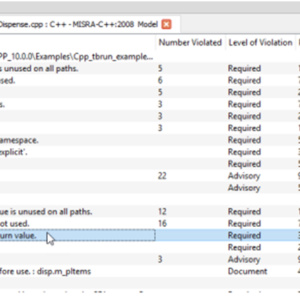 Dispense.cpp : C++ - MISRA-C++:2008 Model
Number Violated Level of Violation
PP_10.0.0\Examples\Cpp_tbrun_example...
is unused on all paths. 5 Required
used. 6 Required
5 Required
s. 3 Required
3 Required
3 Required
amespace. Required
explicit'. Required
Required
22 Advisory
Advisory
ue is unused on all paths. 12 Required
ot used. 16 Required
urn value. Required
Required
3 Advisory
fore use. : disp.m_pItems Document